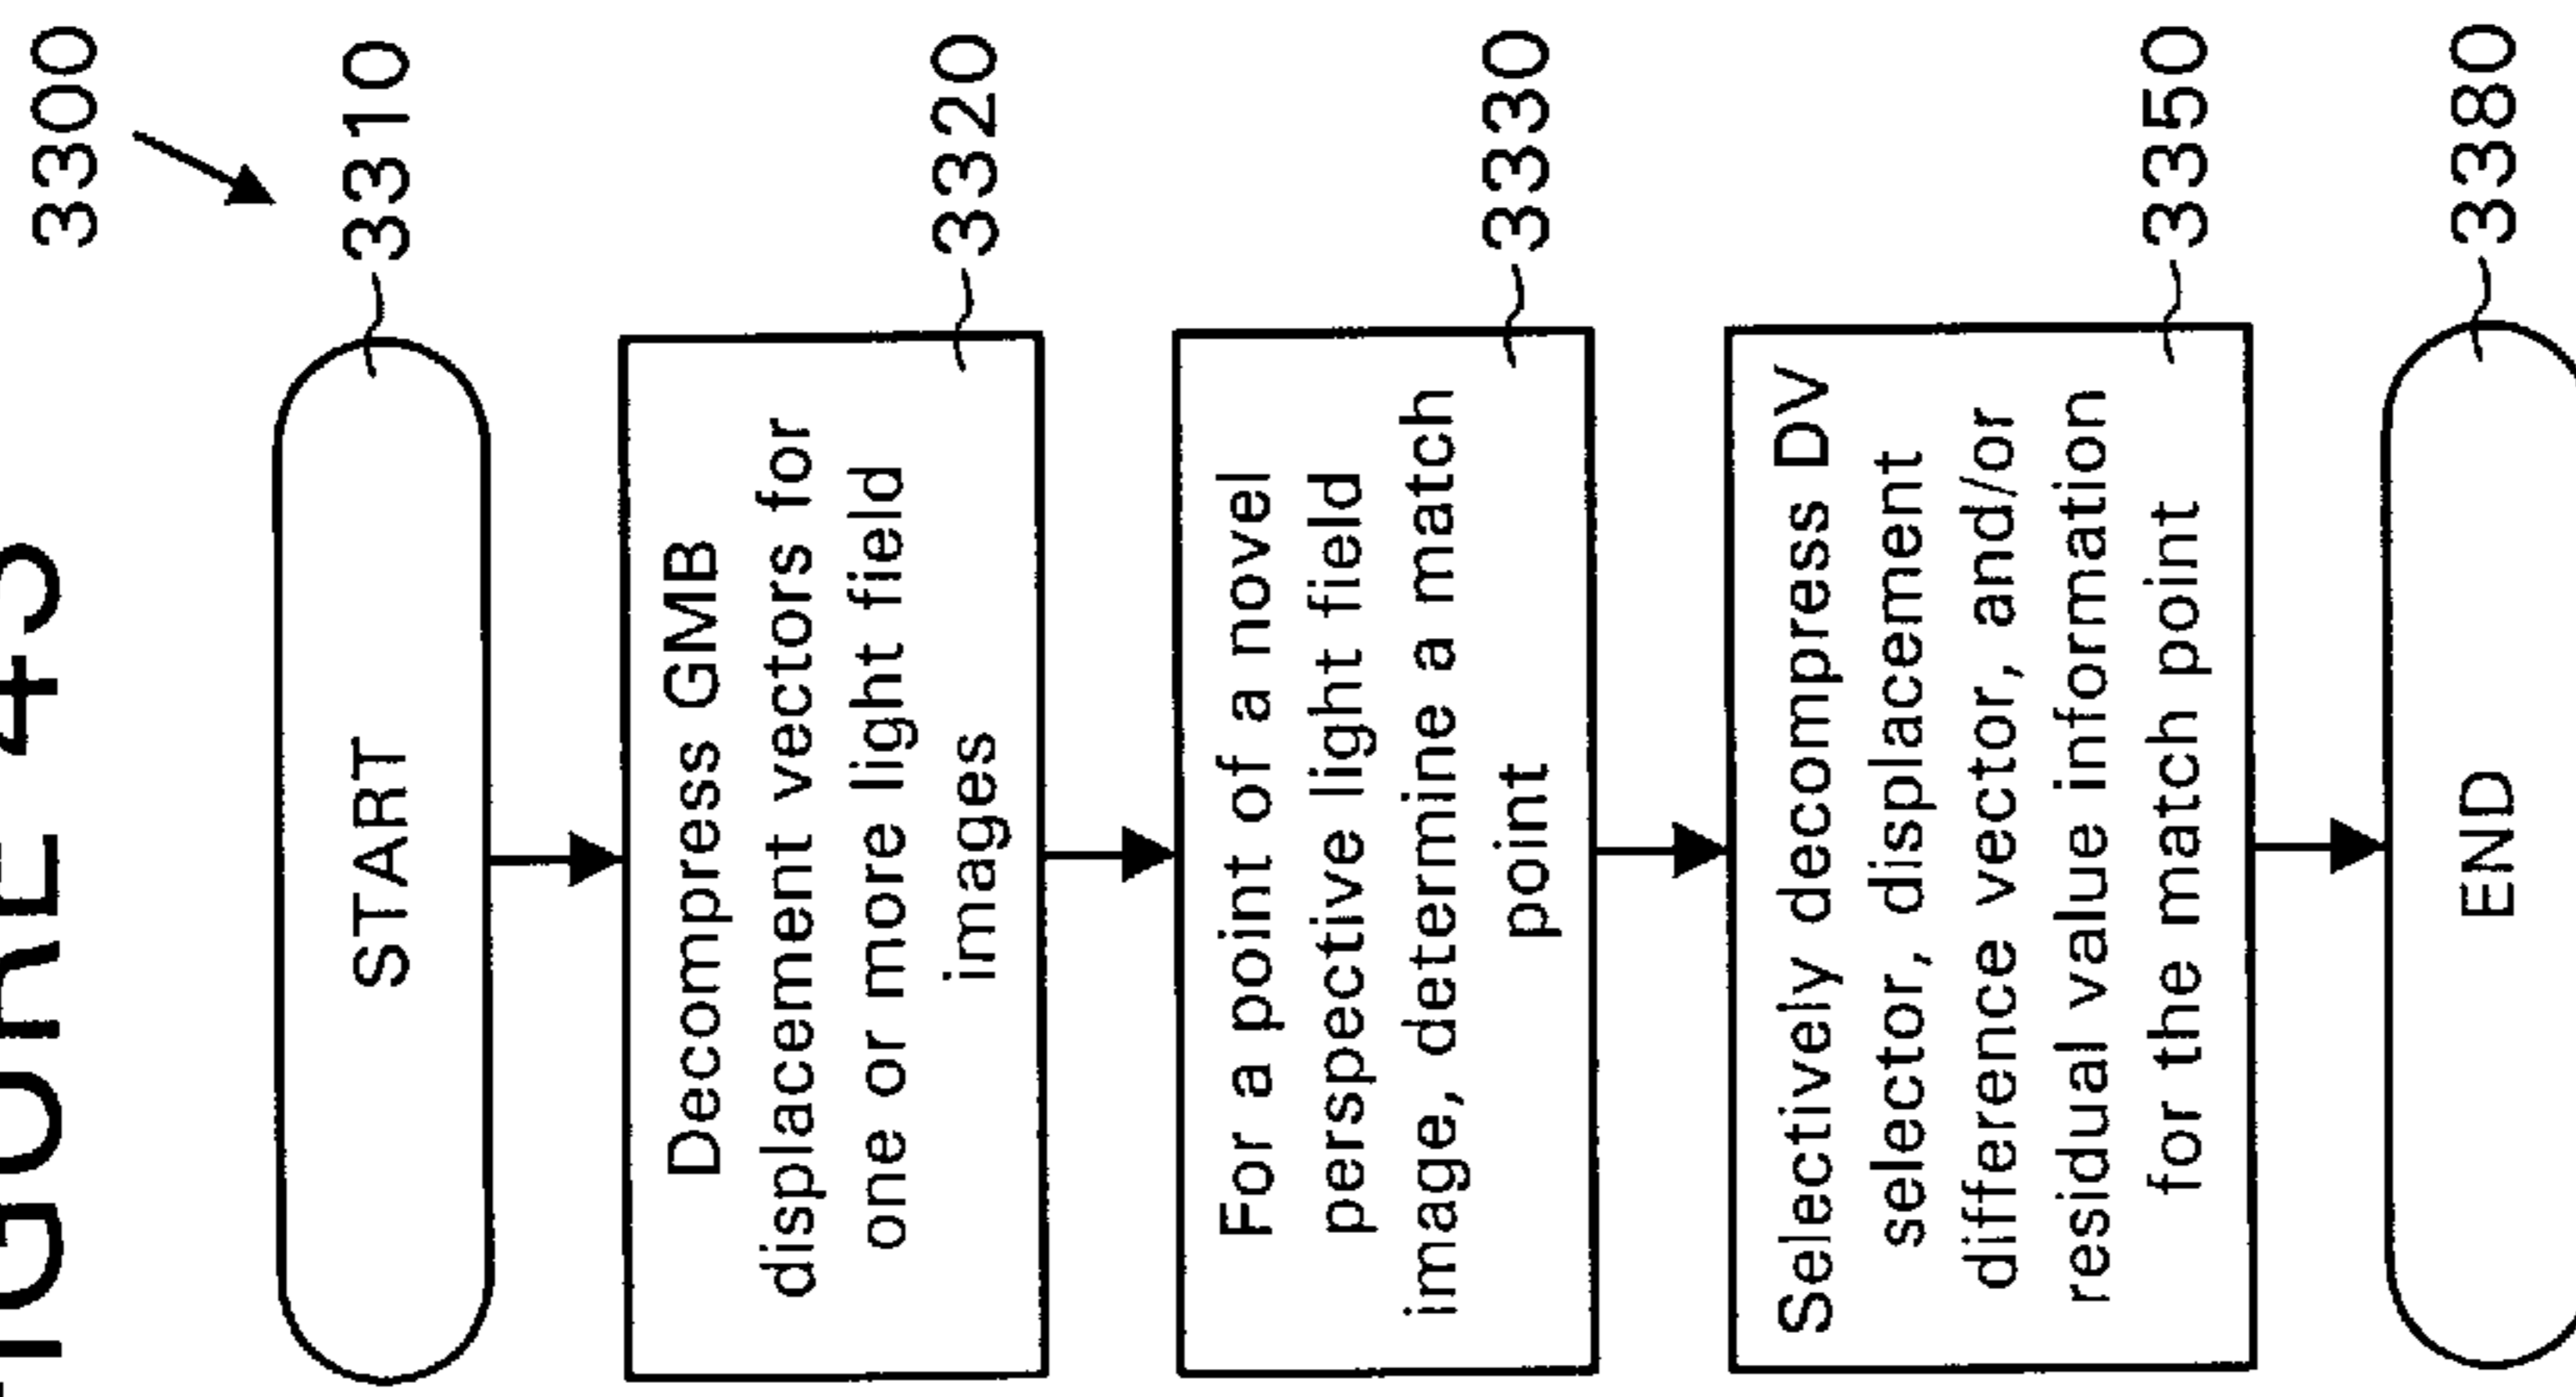 FIGURE
3300
START
3310
Decompress GMB
displacement vectors for
one or more light field
images
3320
For a point of a novel
perspective light field
image, determine a match
point
3330
Selectively decompress DV
selector, displacement
difference vector, and/or
residual value information
for the match point
3350
END
3380